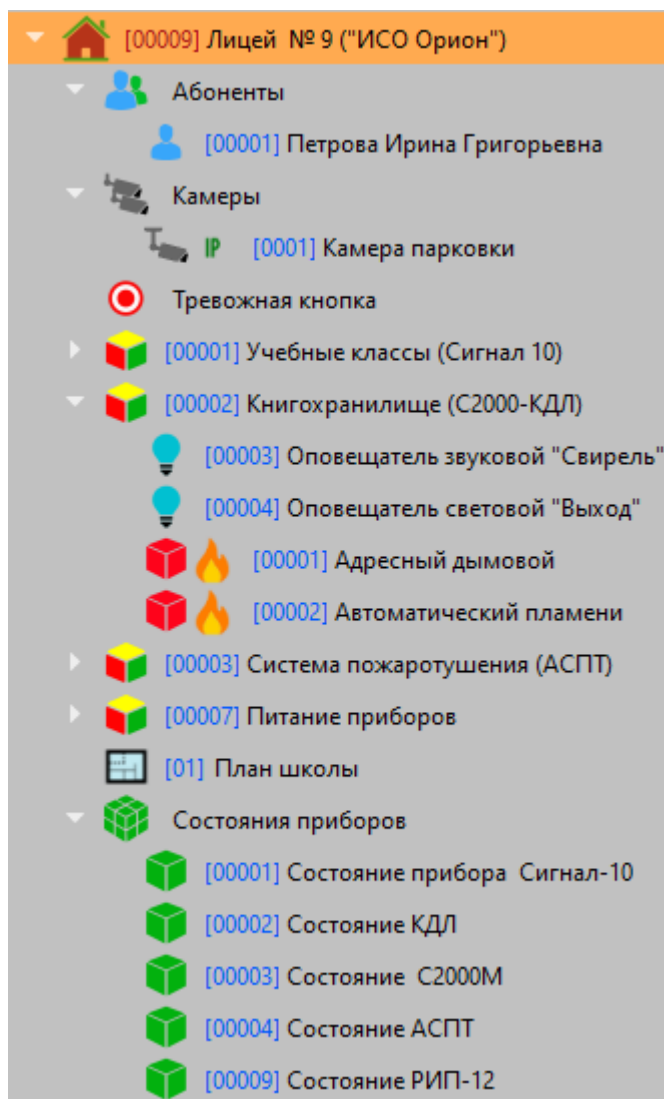 [00009] Лицей № 9 ("ИСО Орион")
Абоненты
[00001] Петрова Ирина Григорьевна
Камеры
IP [0001] Камера парковки
Тревожная кнопка
[00001] Учебные классы (Сигнал 10)
[00002] Книгохранилище (С2000-КДЛ)
[00003] Оповещатель звуковой "Свирель"
[00004] Оповещатель световой "Выход"
[00001] Адресный дымовой
[00002] Автоматический пламени
[00003] Система пожаротушения (АСПТ)
[00007] Питание приборов
[01] План школы
Состояния приборов
[00001] Состояние прибора Сигнал-10
[00002] Состояние КДЛ
[00003] Состояние С2000М
[00004] Состояние АСПТ
[00009] Состояние РИП-12